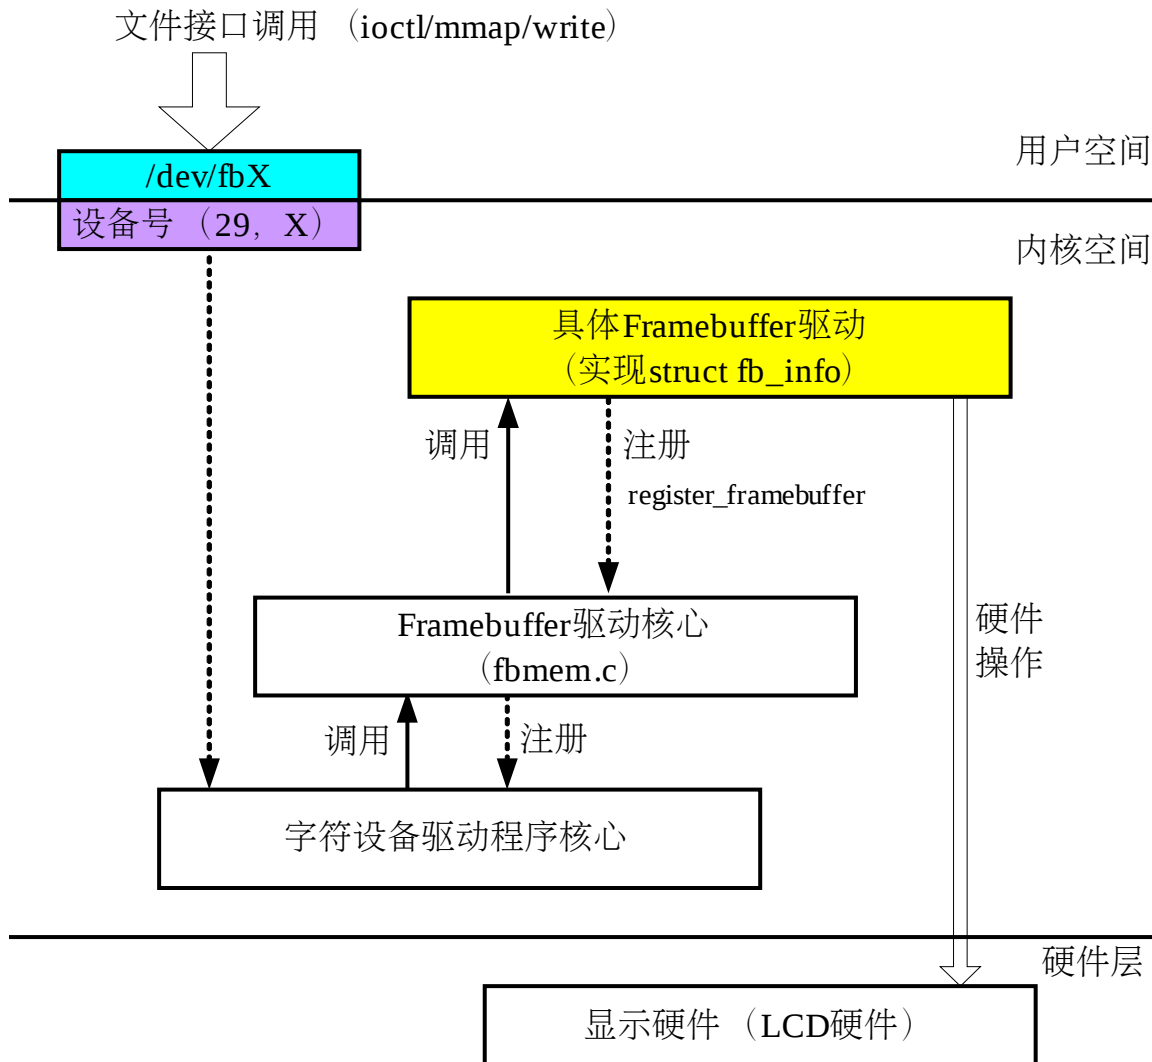 文件接口调用（ioctl/mmap/write）
用户空间
/dev/fbX
设备号（29，X）
内核空间
具体Framebuffer驱动
（实现struct fb_info）
调用
注册
register_framebuffer
Framebuffer驱动核心
（fbmem.c）
硬件
操作
调用
注册
字符设备驱动程序核心
硬件层
显示硬件（LCD硬件）